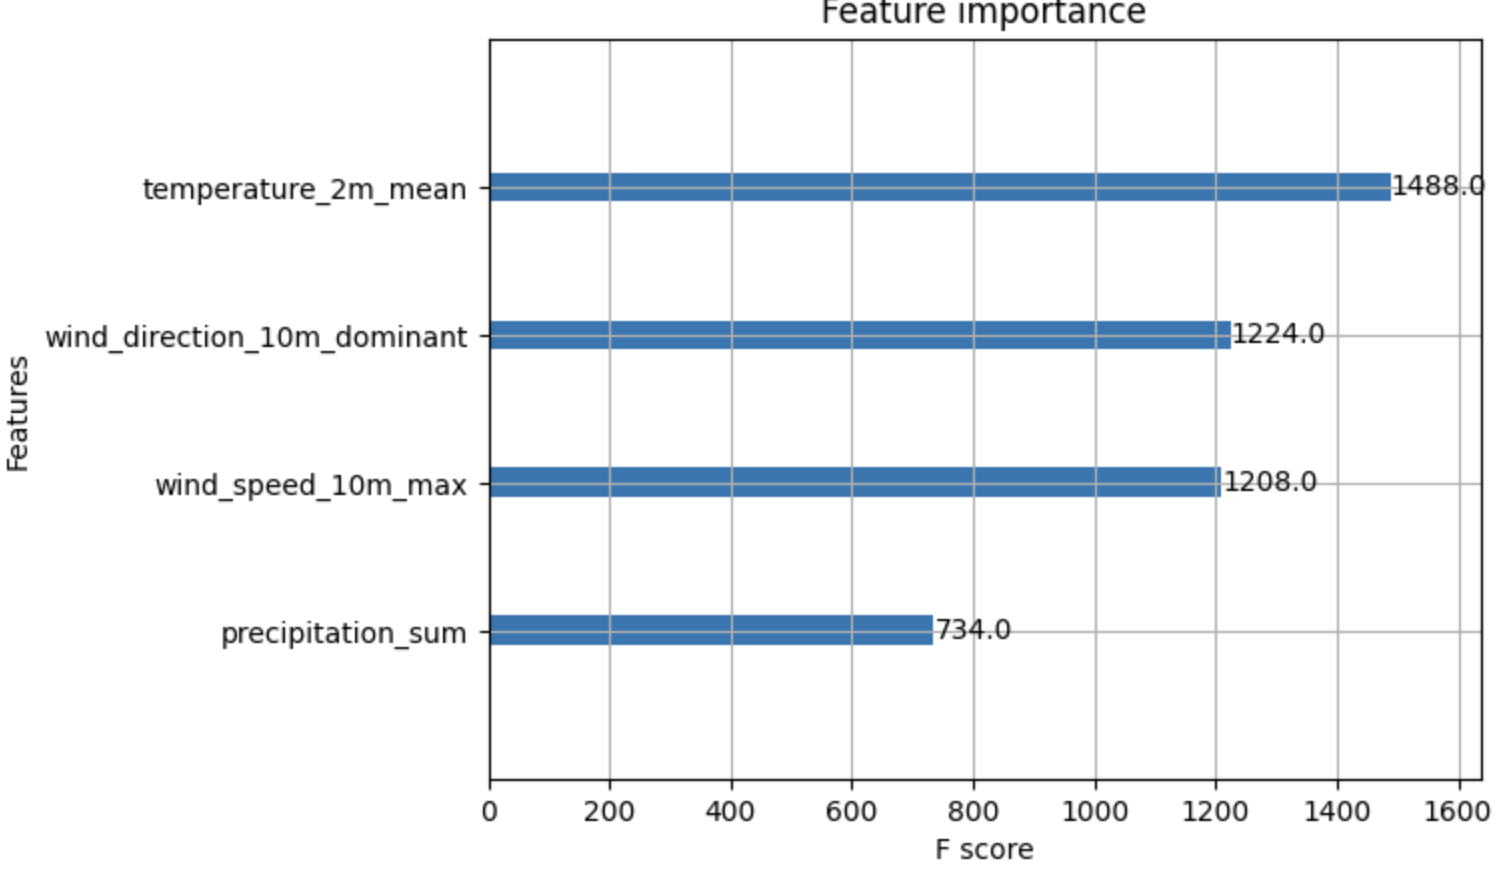 Feature importance
temperature_2m_mean
1488.0
wind_direction_10m_dominant
1224.0
Features
wind_speed_10m_max
1208.0
precipitation_sum
734.0
0 200 400 600 800 1000 1200 1400 1600
F score